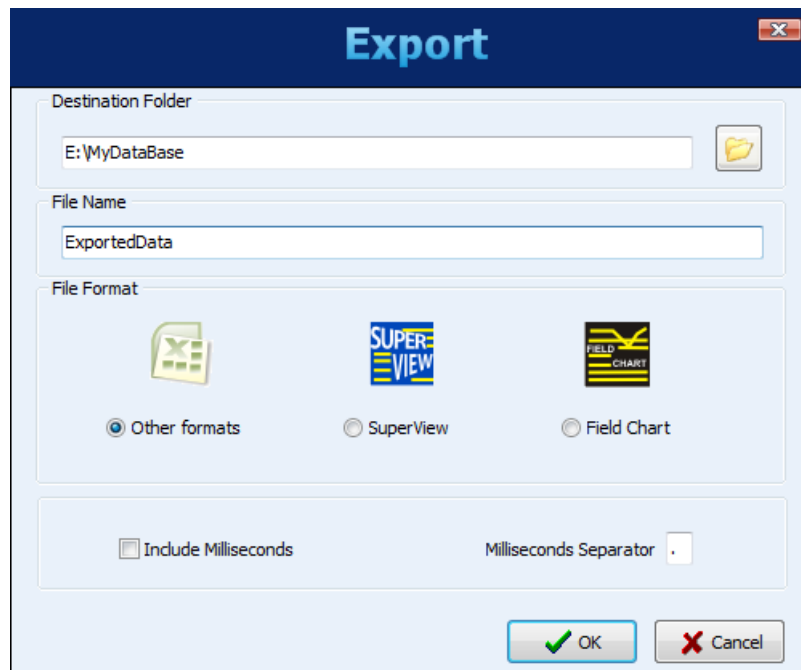 Export
Destination Folder
E:\MyDataBase
File Name
ExportedData
File Format
SUPER
VIEW
FIELD
CHART
Other formats
SuperView
Field Chart
Include Milliseconds
Milliseconds Separator .
OK
Cancel